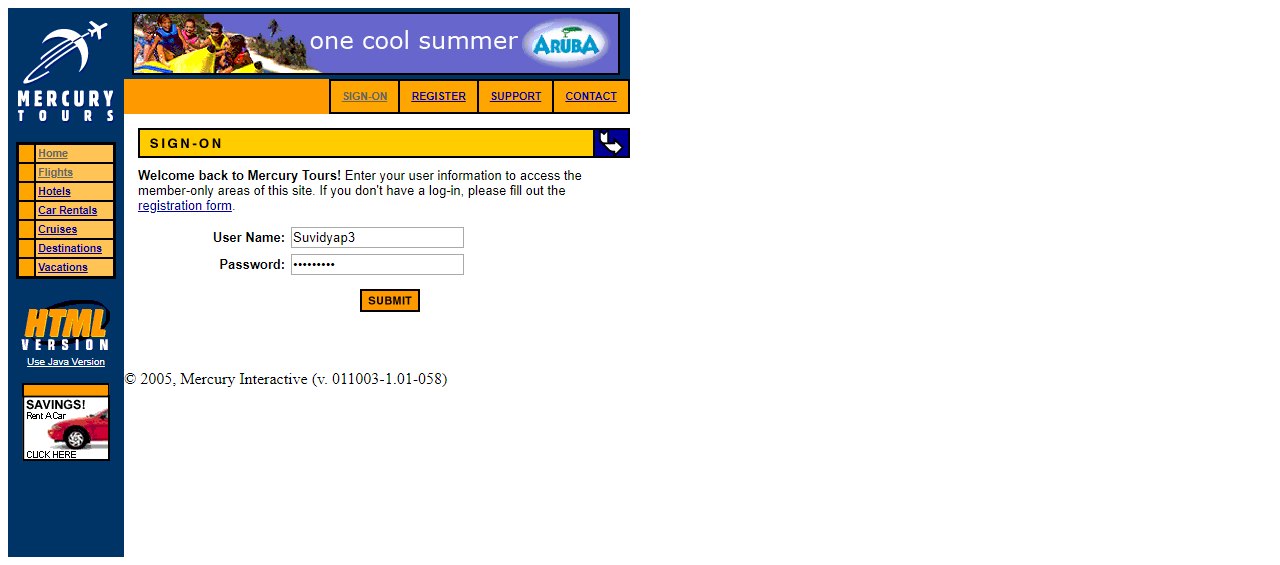 one cool summer ARUBA
MERCURY
TOURS
SIGN-ON REGISTER SUPPORT CONTACT
SIGN-ON
Home
Flights
Hotels
Car Rentals
Cruises
Destinations
Vacations
Welcome back to Mercury Tours! Enter your user information to access the
member-only areas of this site. If you don't have a log-in, please fill out the
registration form.
User Name: Suvidyap3
Password: •••••••••
SUBMIT
HTML
VERSION
Use Java Version
© 2005, Mercury Interactive (v. 011003-1.01-058)
SAVINGS!
Rent A Car
CLICK HERE